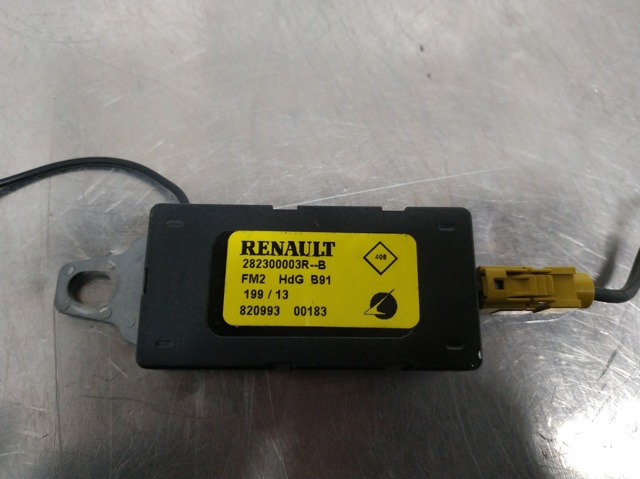 RENAULT
282300003R--B
FM2 HdG B91
199 / 13
820993 00183
408